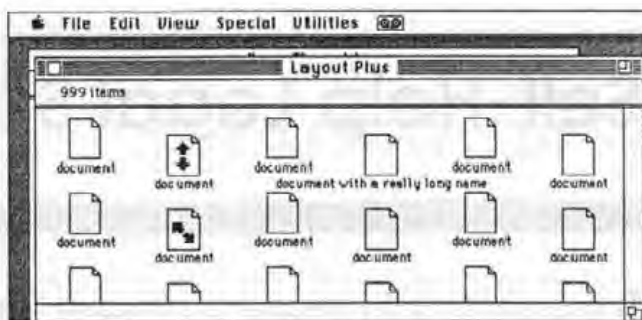 File Edit View Special Utilities
Layout Plus
999 items
document document document
document document with a really long name document
document document document
document document document